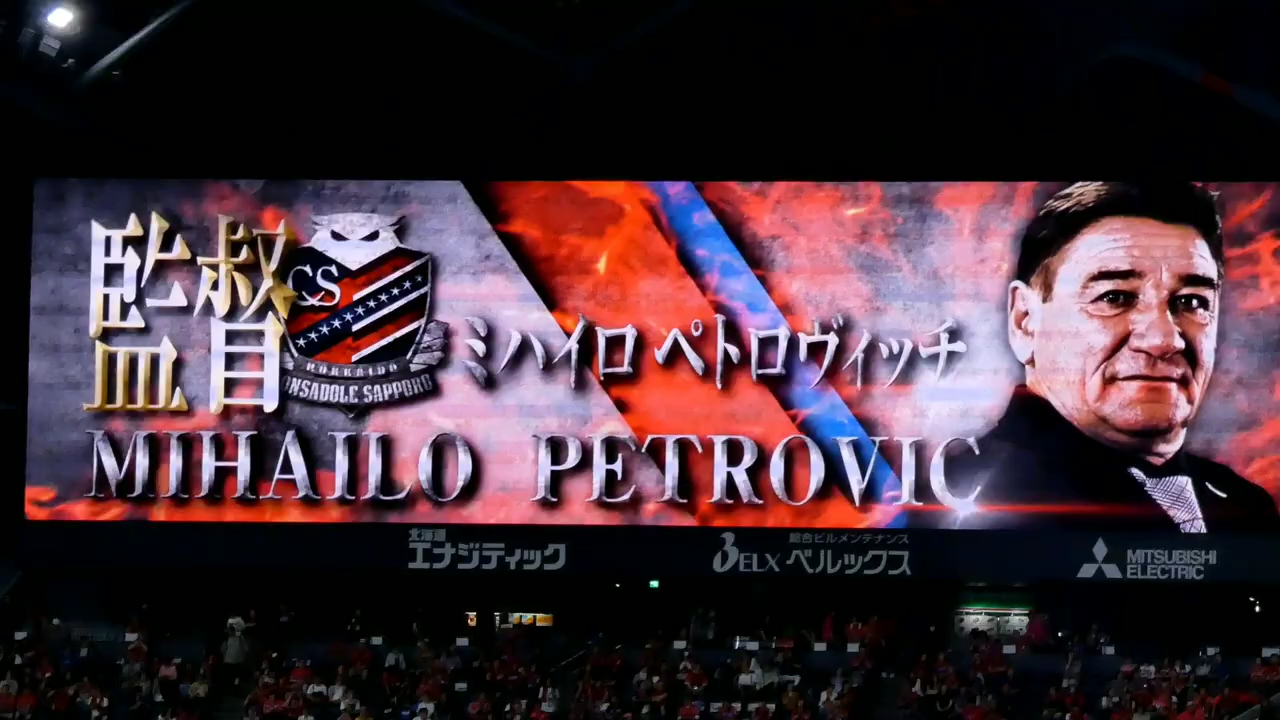 監督
CS
HOKKAIDO
CONSADOLE SAPPORO
ミハイロ ペトロヴィッチ
MIHAILO PETROVIC
北海道
エナジティック
総合ビルメンテナンス
BELX ベルックス
MITSUBISHI
ELECTRIC